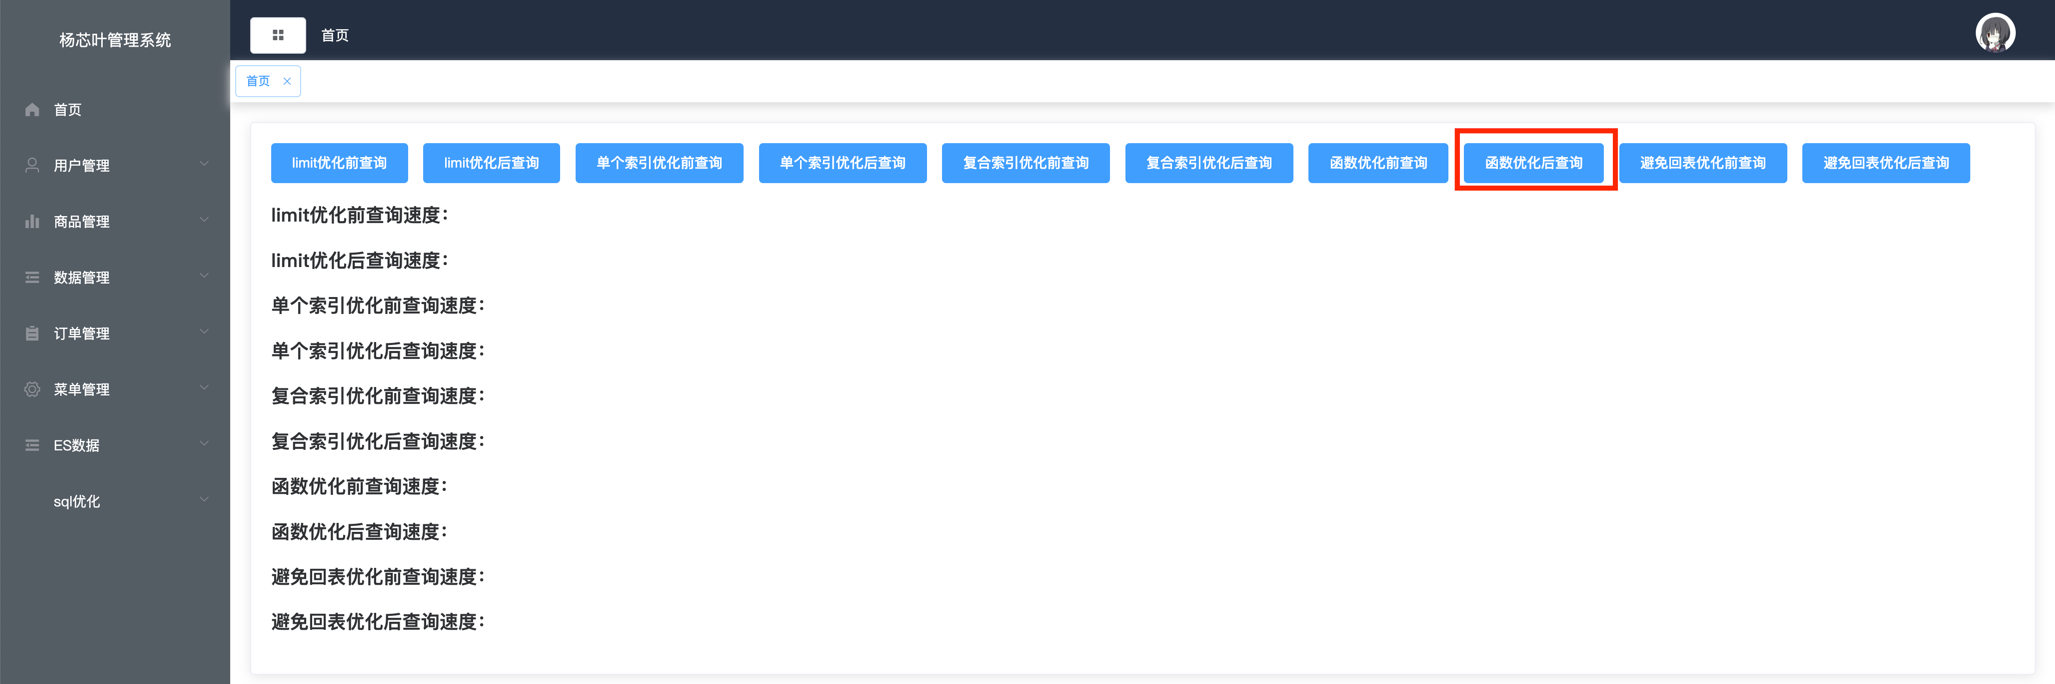 杨芯叶管理系统
首页
首页
用户管理
商品管理
数据管理
订单管理
菜单管理
ES数据
sql优化
首页
limit优化前查询
limit优化后查询
单个索引优化前查询
单个索引优化后查询
复合索引优化前查询
复合索引优化后查询
函数优化前查询
函数优化后查询
避免回表优化前查询
避免回表优化后查询
limit优化前查询速度：
limit优化后查询速度：
单个索引优化前查询速度：
单个索引优化后查询速度：
复合索引优化前查询速度：
复合索引优化后查询速度：
函数优化前查询速度：
函数优化后查询速度：
避免回表优化前查询速度：
避免回表优化后查询速度：